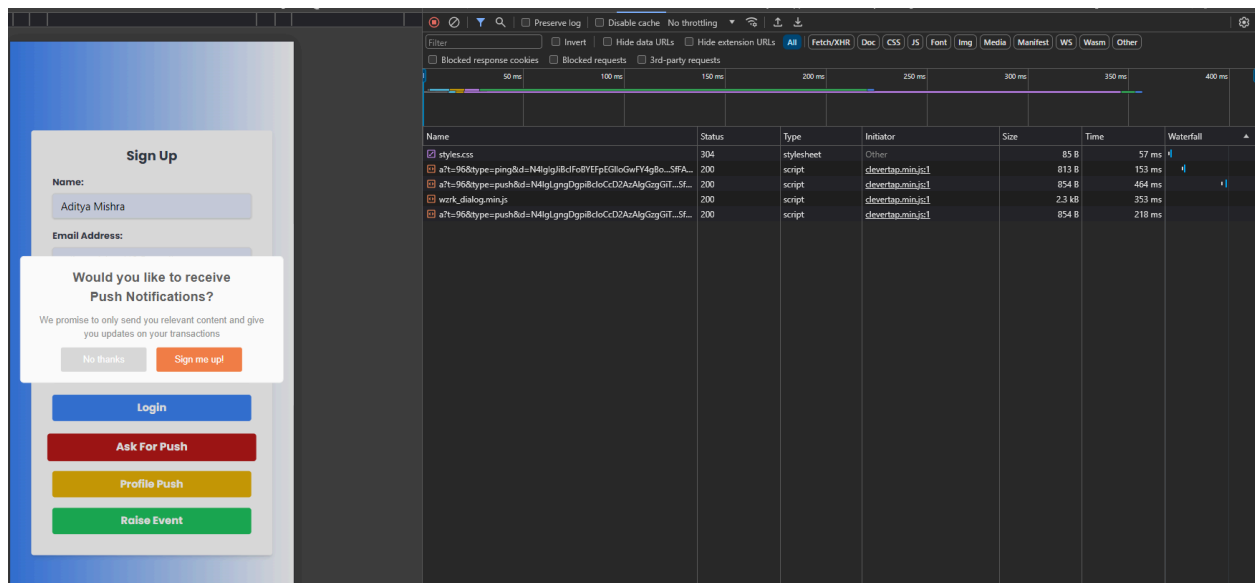 Sign Up
Name:
Aditya Mishra
Email Address:
Would you like to receive
Push Notifications?
We promise to only send you relevant content and give
you updates on your transactions
No thanks
Sign me up!
Login
Ask For Push
Profile Push
Raise Event
Preserve log Disable cache No throttling
Filter Invert Hide data URLs Hide extension URLs All Fetch/XHR Doc CSS JS Font Img Media Manifest WS Wasm Other
Blocked response cookies Blocked requests 3rd-party requests
50 ms 100 ms 150 ms 200 ms 250 ms 300 ms 350 ms 400 ms
Name Status Type Initiator Size Time Waterfall
styles.css 304 stylesheet Other 85 B 57 ms
200 script clevertap.min.js:1 813 B 153 ms
200 script clevertap.min.js:1 854 B 464 ms
wzrk_dialog.min.js 200 script clevertap.min.js:1 2.3 kB 353 ms
200 script clevertap.min.js:1 854 B 218 ms